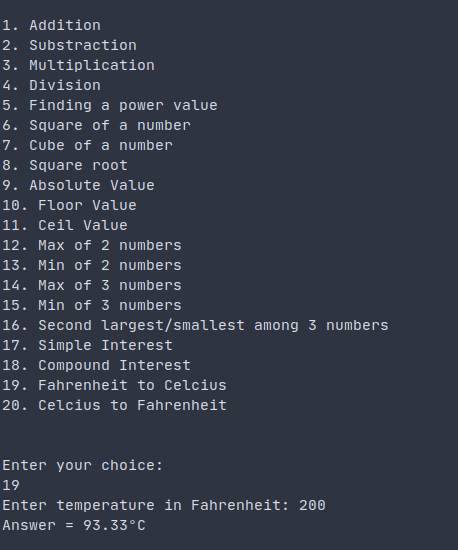 1. Addition
2. Substraction
3. Multiplication
4. Division
5. Finding a power value
6. Square of a number
7. Cube of a number
8. Square root
9. Absolute Value
10. Floor Value
11. Ceil Value
12. Max of 2 numbers
13. Min of 2 numbers
14. Max of 3 numbers
15. Min of 3 numbers
16. Second largest/smallest among 3 numbers
17. Simple Interest
18. Compound Interest
19. Fahrenheit to Celcius
20. Celcius to Fahrenheit
Enter your choice:
19
Enter temperature in Fahrenheit: 200
Answer = 93.33°C